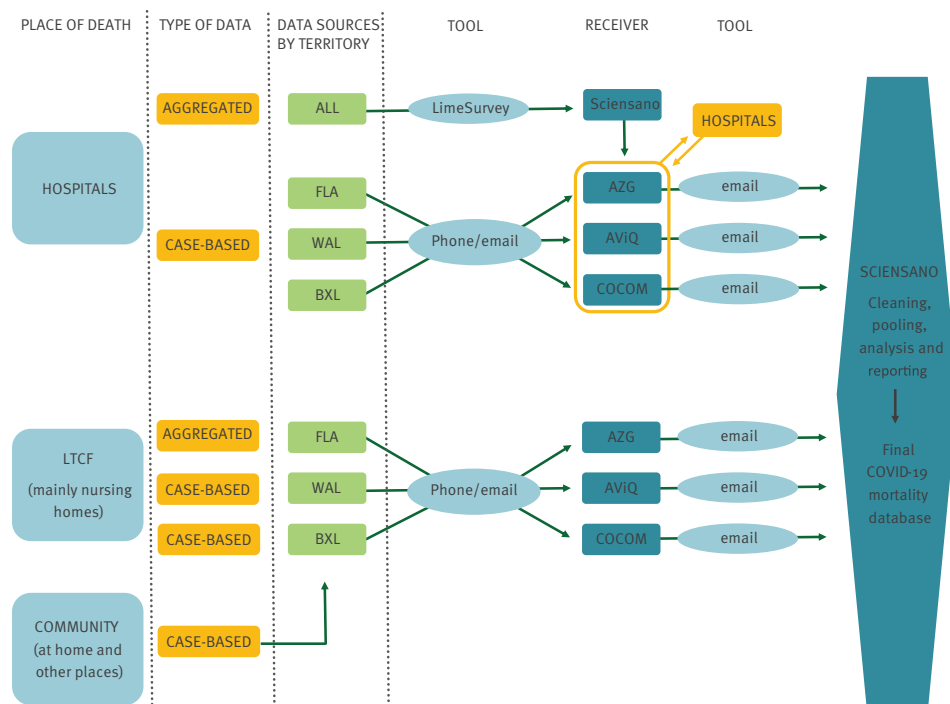 PLACE OF DEATH
TYPE OF DATA
DATA SOURCES
BY TERRITORY
TOOL
RECEIVER
TOOL
AGGREGATED
ALL
LimeSurvey
Sciensano
HOSPITALS
HOSPITALS
FLA
AZG
email
CASE-BASED
WAL
Phone/email
AViQ
email
BXL
COCOM
email
SCIENSANO
Cleaning,
pooling,
analysis and
reporting
Final
COVID-19
mortality
database
LTCF
(mainly nursing
homes)
AGGREGATED
FLA
AZG
email
CASE-BASED
WAL
Phone/email
AViQ
email
CASE-BASED
BXL
COCOM
email
COMMUNITY
(at home and
other places)
CASE-BASED